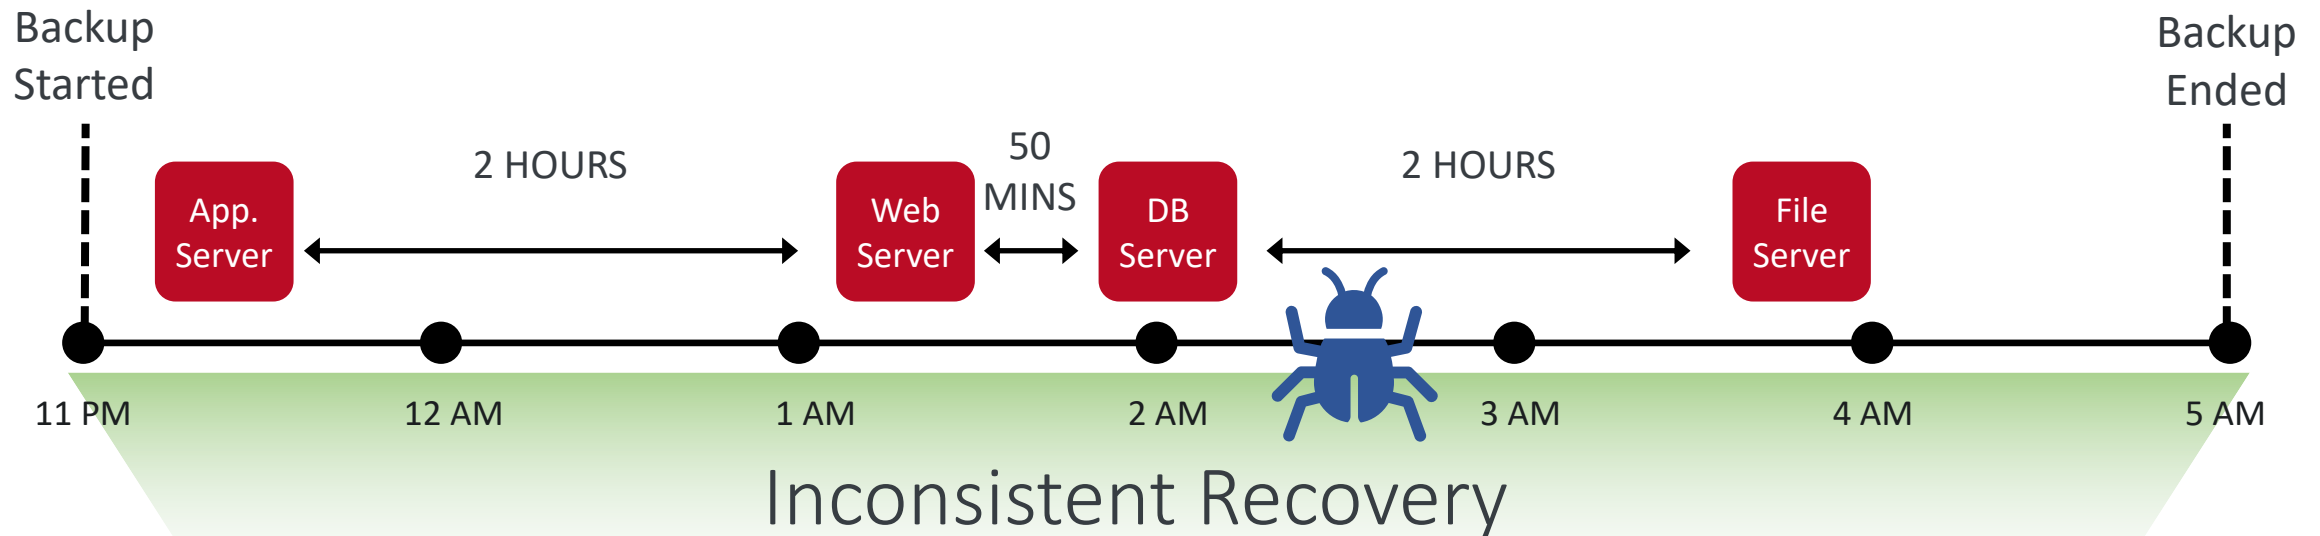 Backup
Started
Backup
Ended
App.
Server
2 HOURS
Web
Server
50
MINS
DB
Server
2 HOURS
File
Server
11 PM
12 AM
1 AM
2 AM
3 AM
4 AM
5 AM
Inconsistent Recovery